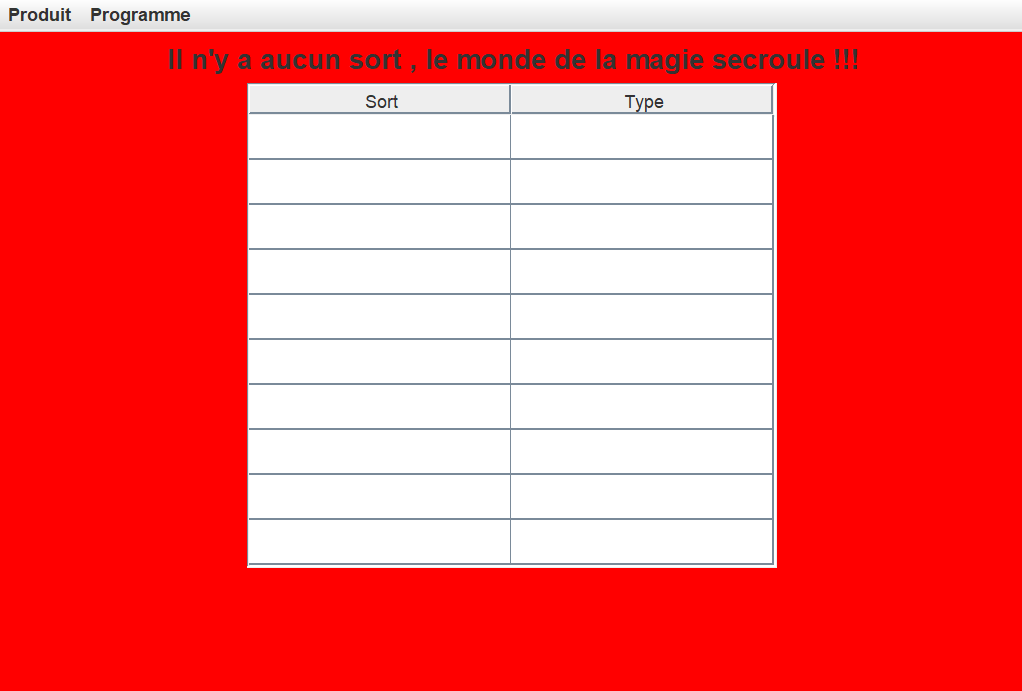 Produit Programme
Il n'y a aucun sort , le monde de la magie secroule !!!
Sort Type